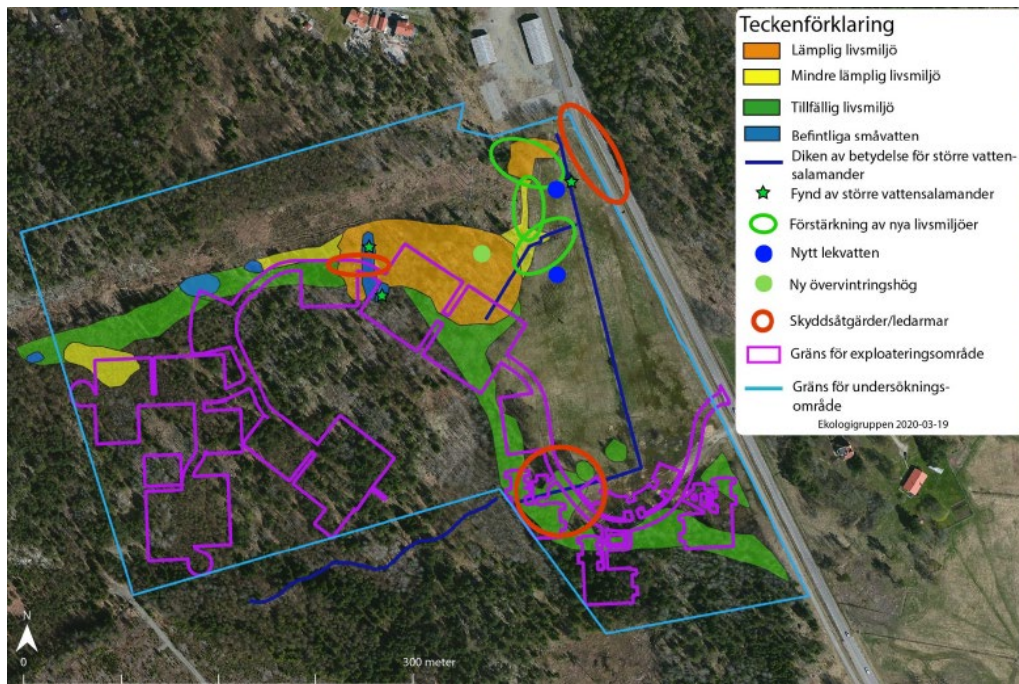 Teckenförklaring
Lämplig livsmiljö
Mindre lämplig livsmiljö
Tillfällig livsmiljö
Befintliga småvatten
Diken av betydelse för större vatten-
salamander
Fynd av större vattensalamander
Förstärkning av nya livsmiljöer
Nytt lekvatten
Ny övervintringshög
Skyddsåtgärder/ledarmar
Gräns för exploateringsområde
Gräns för undersöknings-
område
Ekologigruppen 2020-03-19
N
0
300 meter